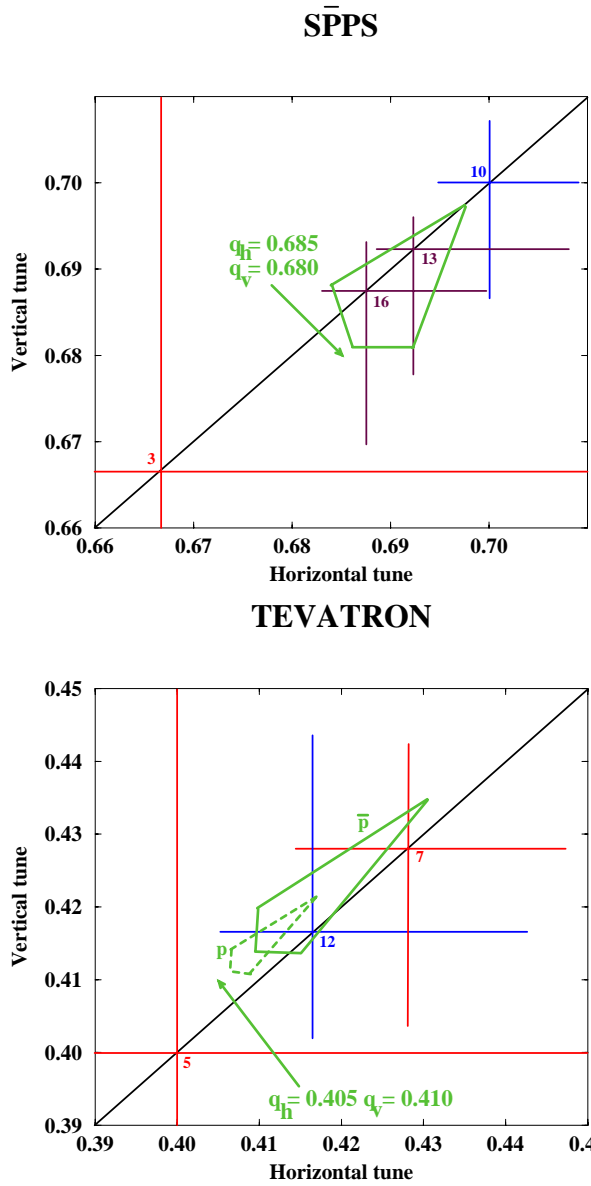 SP̄PS
0.70
0.69
0.68
0.67
0.66
Vertical tune
10
q_h = 0.685
q_v = 0.680
13
16
3
0.66 0.67 0.68 0.69 0.70
Horizontal tune
TEVATRON
0.45
0.44
0.43
0.42
0.41
0.40
0.39
Vertical tune
p̄
7
12
p
5
q_h = 0.405 q_v = 0.410
0.39 0.40 0.41 0.42 0.43 0.44 0.4
Horizontal tune